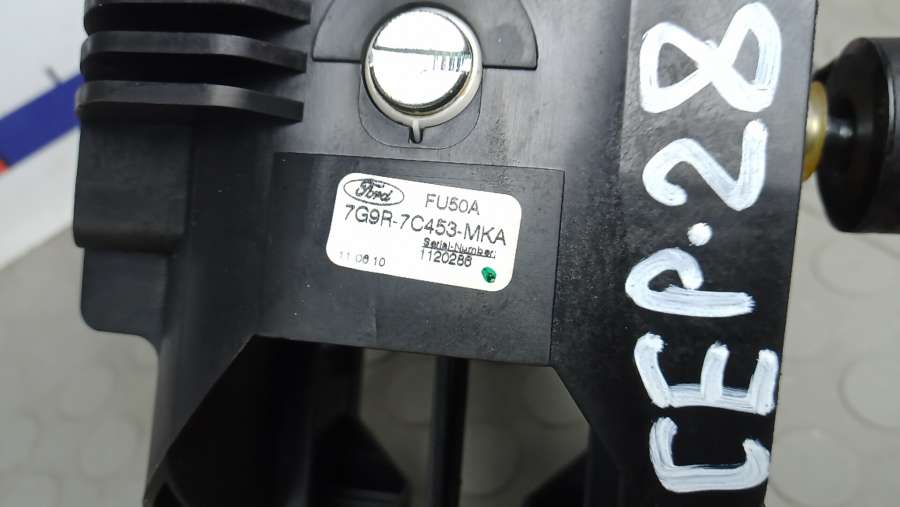 Ford
FU50A
7G9R-7C453-MKA
Serial-Number:
11.06.10
1120286
CEP.28